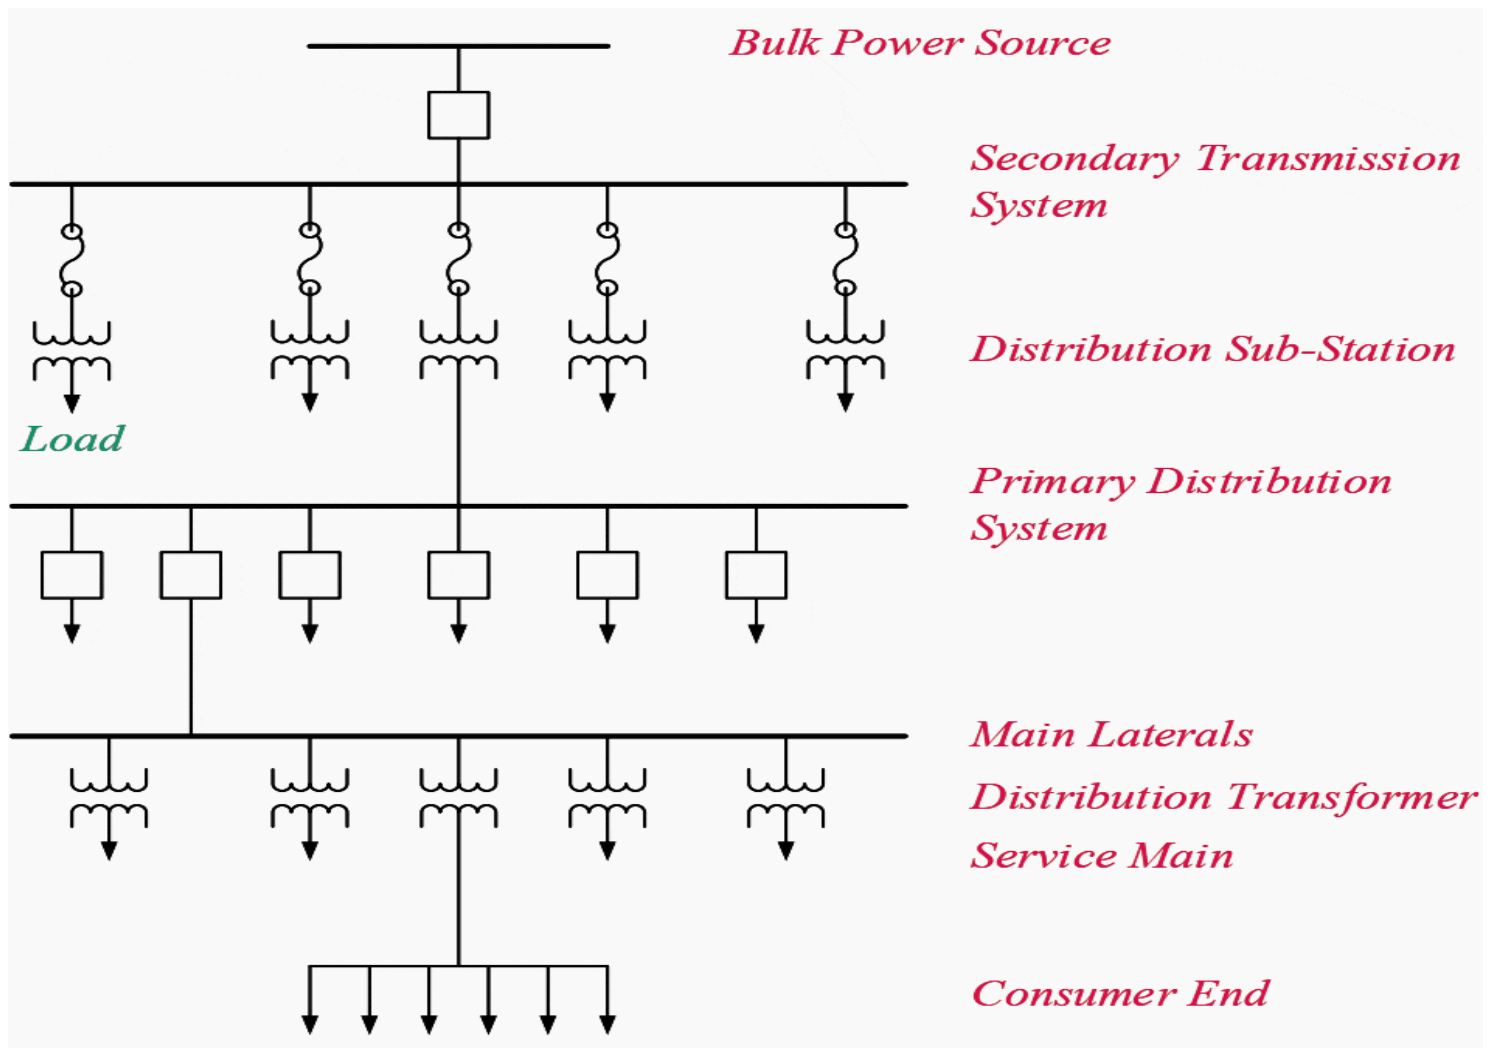 Bulk Power Source
Secondary Transmission
System
Distribution Sub-Station
Load
Primary Distribution
System
Main Laterals
Distribution Transformer
Service Main
Consumer End